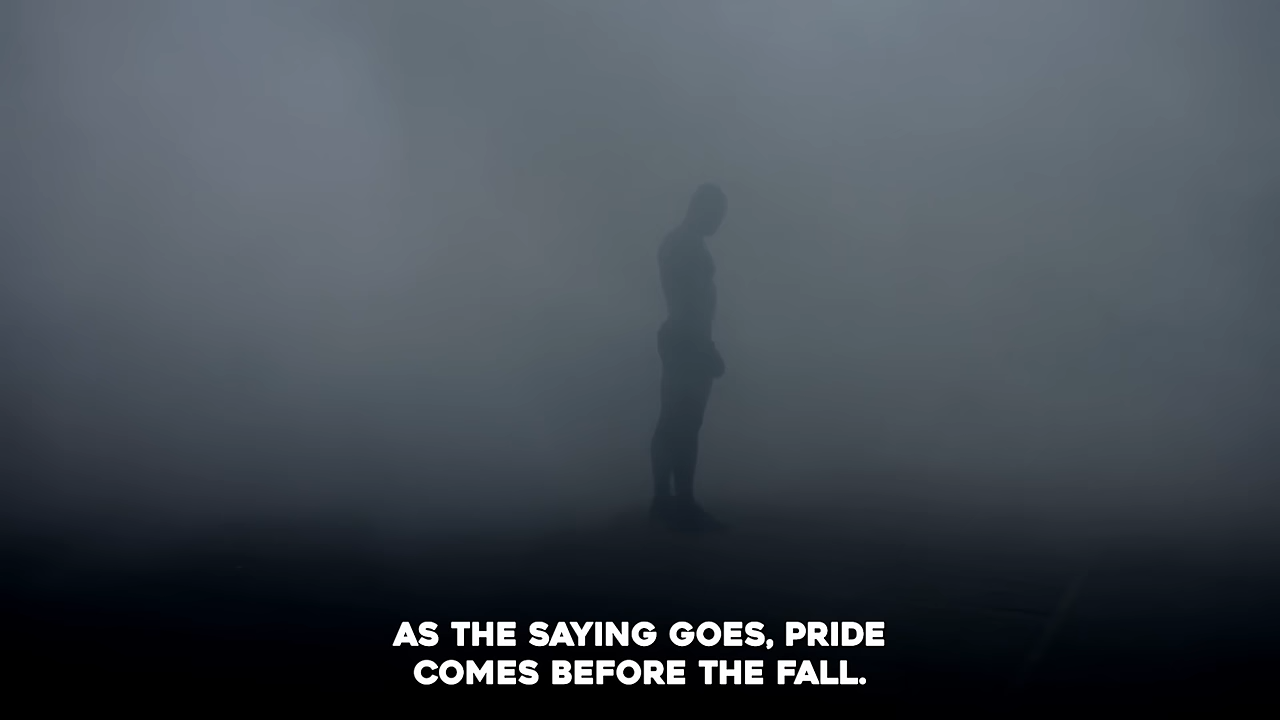 AS THE SAYING GOES, PRIDE
COMES BEFORE THE FALL.